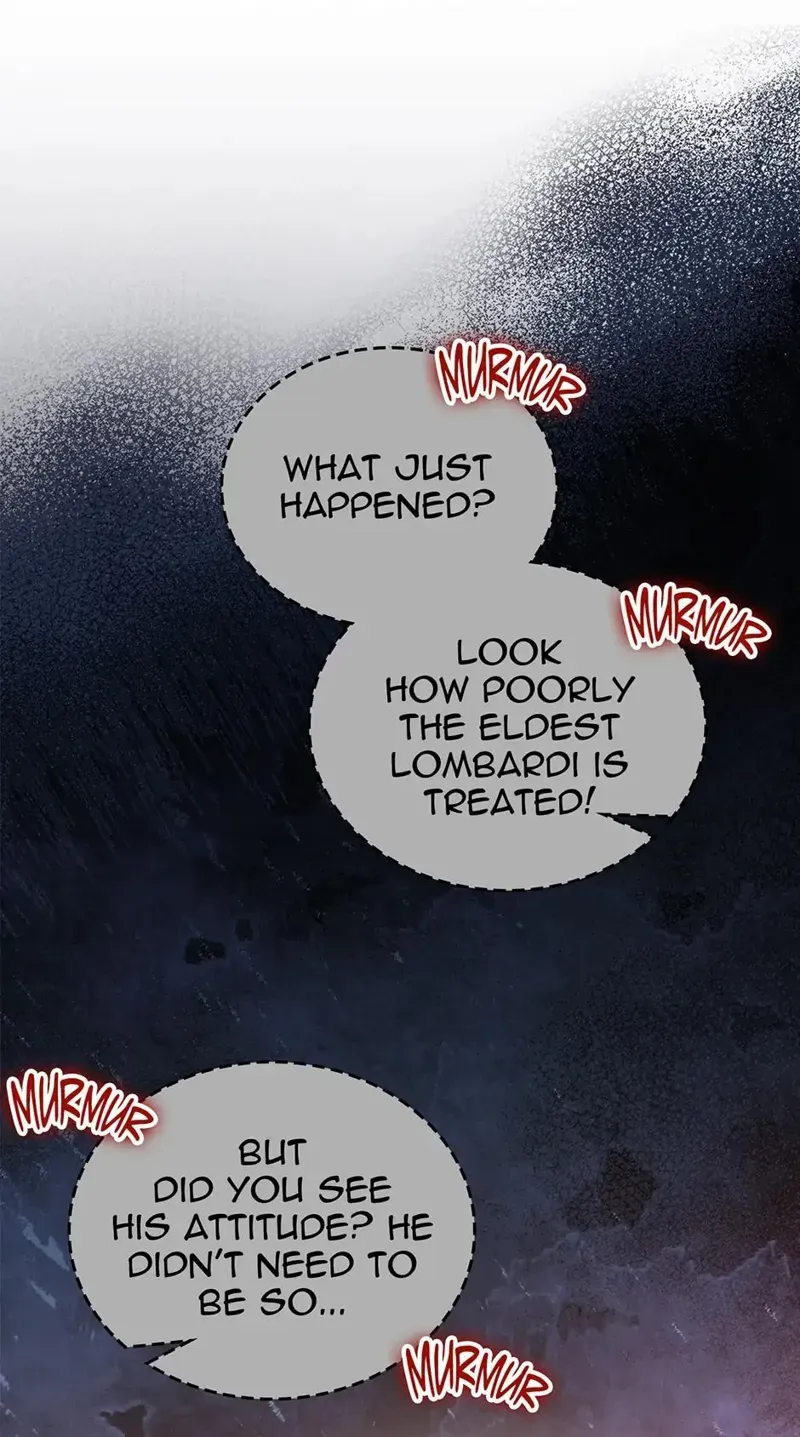 MURMUR
WHAT JUST
HAPPENED?
MURMUR
LOOK
HOW POORLY
THE ELDEST
LOMBARDI IS
TREATED!
MURMUR
BUT
DID YOU SEE
HIS ATTITUDE? HE
DIDN'T NEED TO
BE SO...
MURMUR